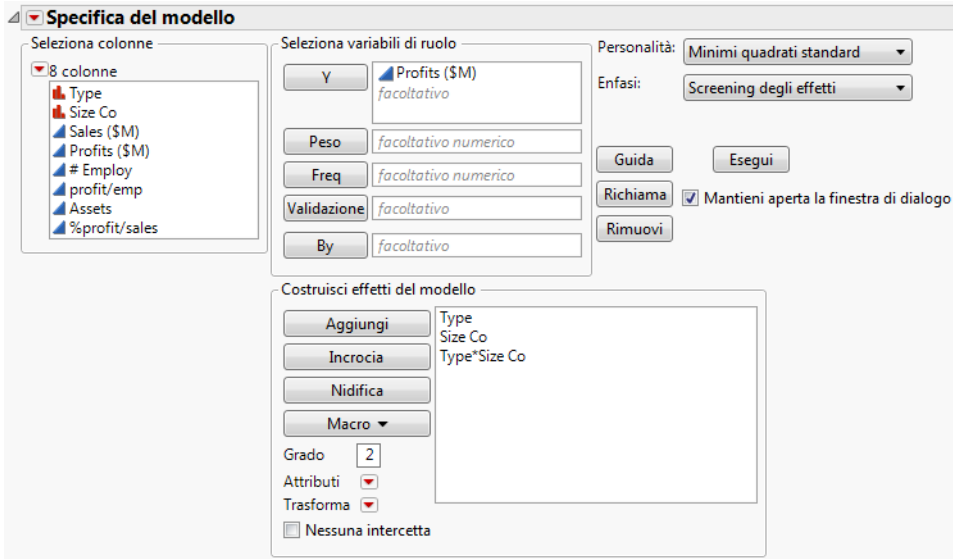 Specifica del modello
Seleziona colonne
8 colonne
Type
Size Co
Sales ($M)
Profits ($M)
# Employ
profit/emp
Assets
%profit/sales
Seleziona variabili di ruolo
Y
Profits ($M)
facoltativo
Peso
facoltativo numerico
Freq
facoltativo numerico
Validazione
facoltativo
By
facoltativo
Personalità:
Minimi quadrati standard
Enfasi:
Screening degli effetti
Guida
Esegui
Richiama
Mantieni aperta la finestra di dialogo
Rimuovi
Costruisci effetti del modello
Aggiungi
Incrocia
Nidifica
Macro
Type
Size Co
Type*Size Co
Grado
2
Attributi
Trasforma
Nessuna intercetta